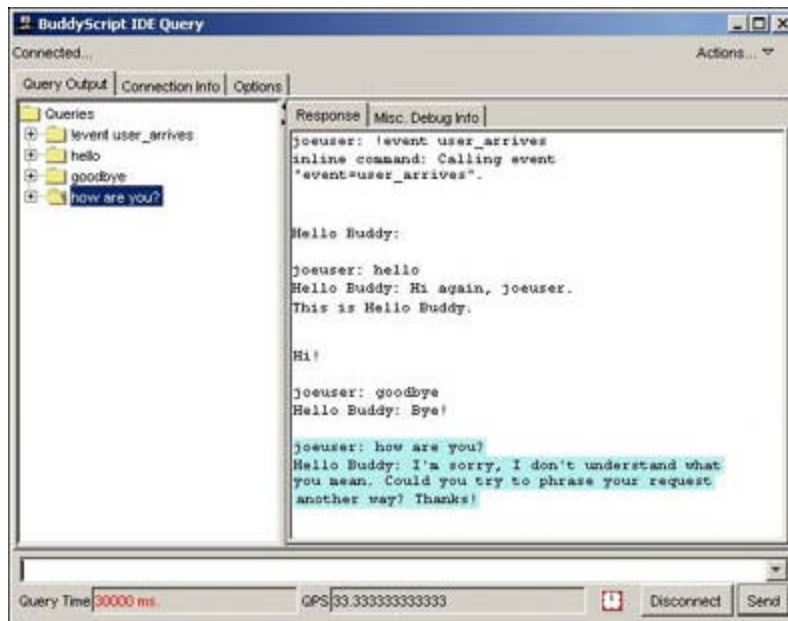 BuddyScript IDE Query
Connected...
Actions...
Query Output
Connection Info
Options
Queries
!event user_arrives
hello
goodbye
how are you?
Response
Misc. Debug Info
joeuser: !event user_arrives
inline command: Calling event
"event=user_arrives".
Hello Buddy:
joeuser: hello
Hello Buddy: Hi again, joeuser.
This is Hello Buddy.
Hi!
joeuser: goodbye
Hello Buddy: Bye!
joeuser: how are you?
Hello Buddy: I'm sorry, I don't understand what
you mean. Could you try to phrase your request
another way? Thanks!
Query Time 30000 ms.
QPS 33.333333333333
Disconnect
Send